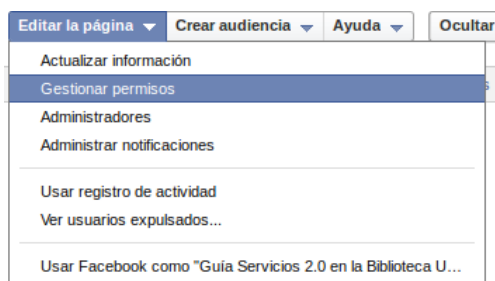 Editar la página Crear audiencia Ayuda Ocultar
Actualizar información
Gestionar permisos
Administradores
Administrar notificaciones
Usar registro de actividad
Ver usuarios expulsados...
Usar Facebook como "Guía Servicios 2.0 en la Biblioteca U...